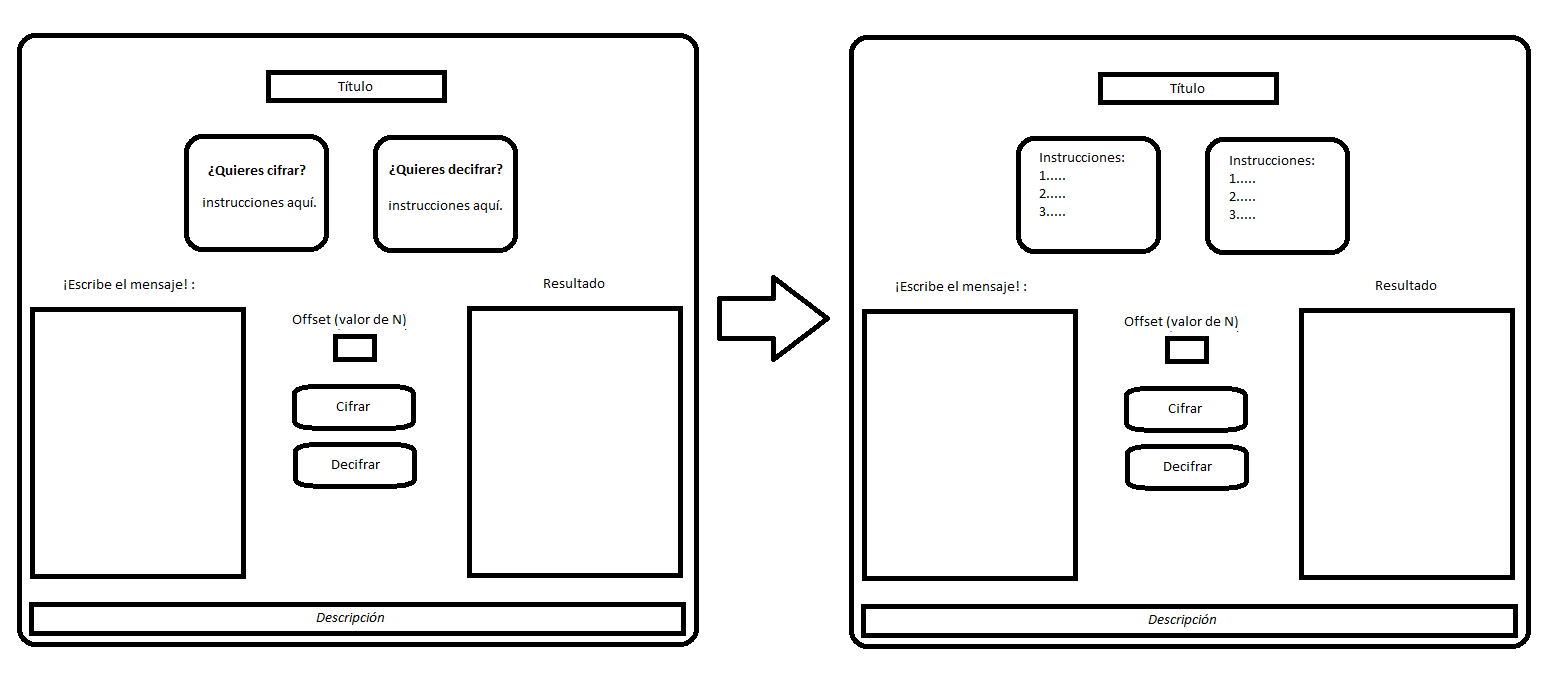 Título
¿Quieres cifrar?
instrucciones aquí.
¿Quieres decifrar?
instrucciones aquí.
¡Escribe el mensaje! :
Resultado
Offset (valor de N)
Cifrar
Decifrar
Descripción
Título
Instrucciones:
1.....
2.....
3.....
Instrucciones:
1.....
2.....
3.....
¡Escribe el mensaje! :
Resultado
Offset (valor de N)
Cifrar
Decifrar
Descripción